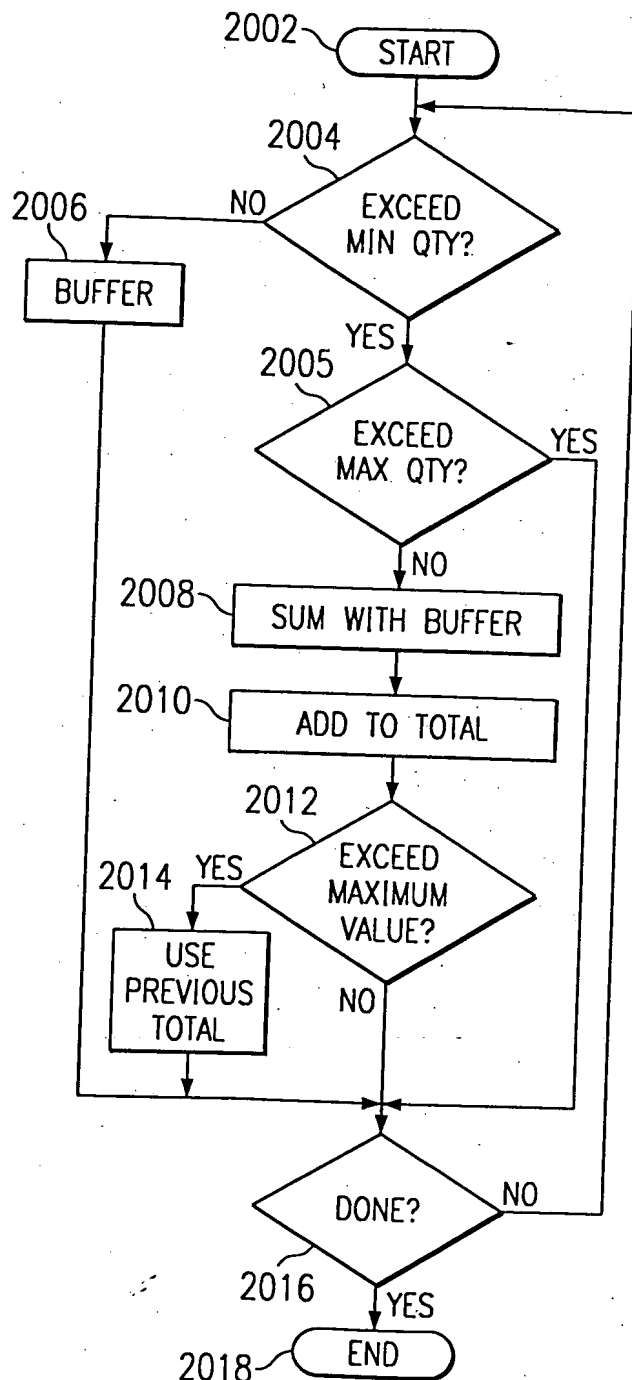 2002
START
2004
NO
EXCEED
MIN QTY?
2006
BUFFER
YES
2005
EXCEED
MAX QTY?
YES
NO
2008
SUM WITH BUFFER
2010
ADD TO TOTAL
2012
YES
EXCEED
MAXIMUM
VALUE?
2014
USE
PREVIOUS
TOTAL
NO
DONE?
NO
2016
YES
2018
END